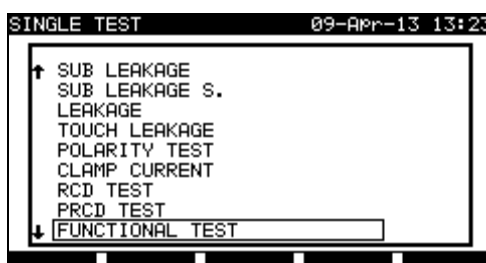 SINGLE TEST 09-Apr-13 13:23
↑ SUB LEAKAGE
SUB LEAKAGE S.
LEAKAGE
TOUCH LEAKAGE
POLARITY TEST
CLAMP CURRENT
RCD TEST
PRCD TEST
↓ FUNCTIONAL TEST